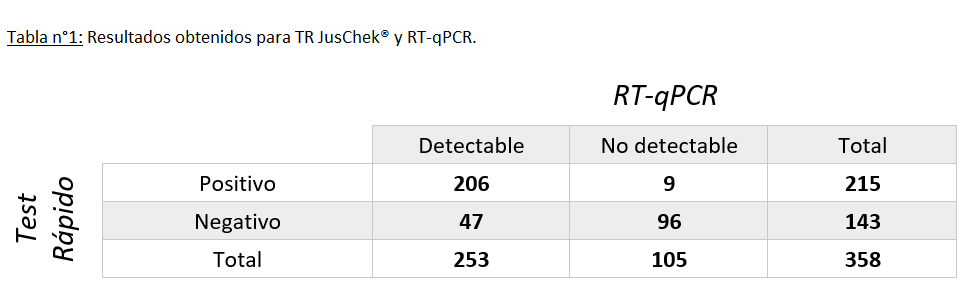 Tabla n°1: Resultados obtenidos para TR JusChek® y RT-qPCR.
RT-qPCR
Detectable No detectable Total
Test
Rápido
Positivo 206 9 215
Negativo 47 96 143
Total 253 105 358